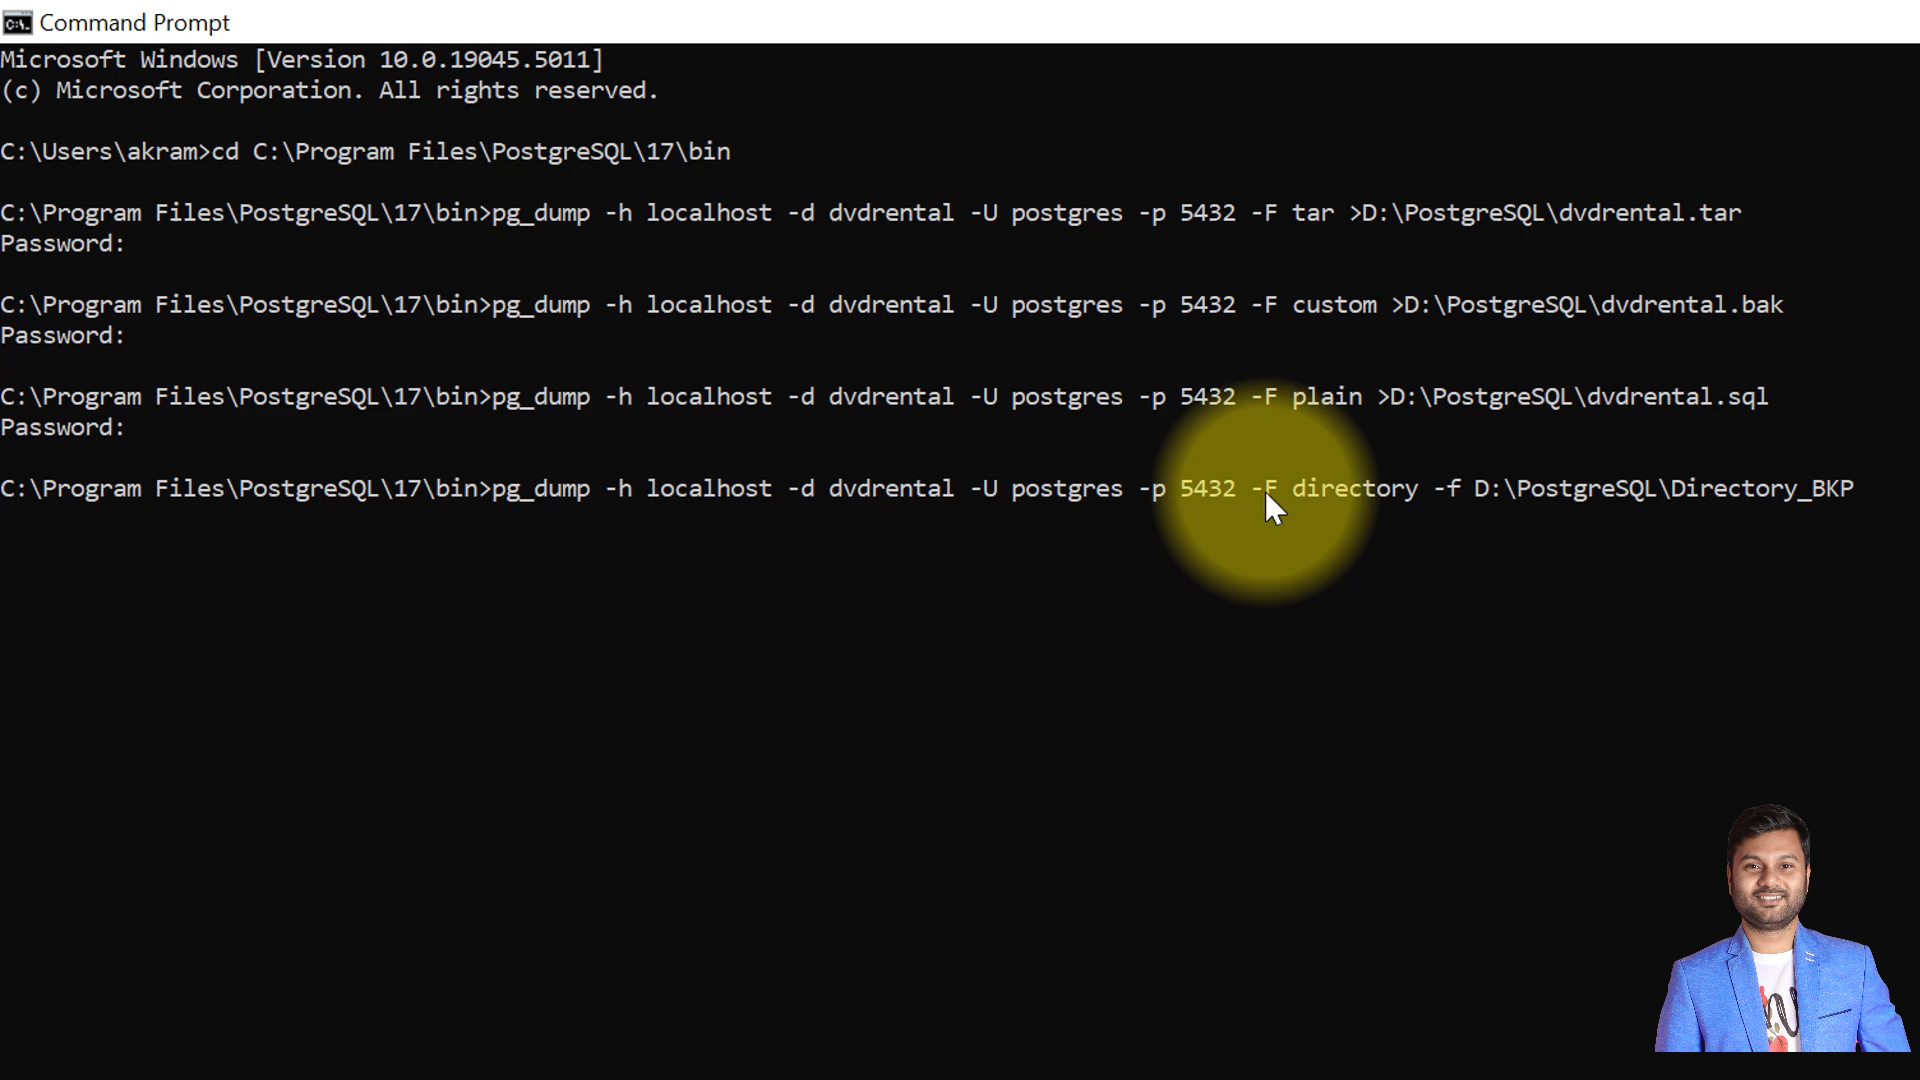 Command Prompt
Microsoft Windows [Version 10.0.19045.5011]
(c) Microsoft Corporation. All rights reserved.
C:\Users\akram>cd C:\Program Files\PostgreSQL\17\bin
C:\Program Files\PostgreSQL\17\bin>pg_dump -h localhost -d dvdrental -U postgres -p 5432 -F tar >D:\PostgreSQL\dvdrental.tar
Password:
C:\Program Files\PostgreSQL\17\bin>pg_dump -h localhost -d dvdrental -U postgres -p 5432 -F custom >D:\PostgreSQL\dvdrental.bak
Password:
C:\Program Files\PostgreSQL\17\bin>pg_dump -h localhost -d dvdrental -U postgres -p 5432 -F plain >D:\PostgreSQL\dvdrental.sql
Password:
C:\Program Files\PostgreSQL\17\bin>pg_dump -h localhost -d dvdrental -U postgres -p 5432 -F directory -f D:\PostgreSQL\Directory_BKP